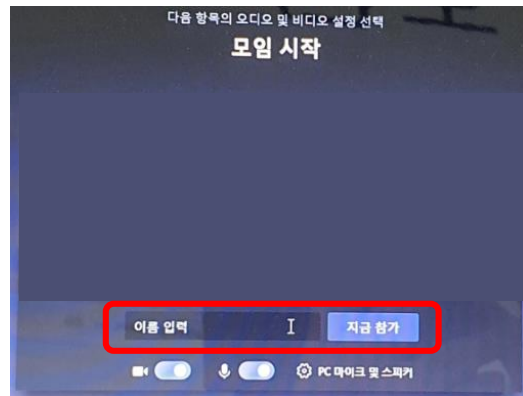 다음 항목의 오디오 및 비디오 설정 선택
모임 시작
이름 입력 지금 참가
PC 마이크 및 스피커